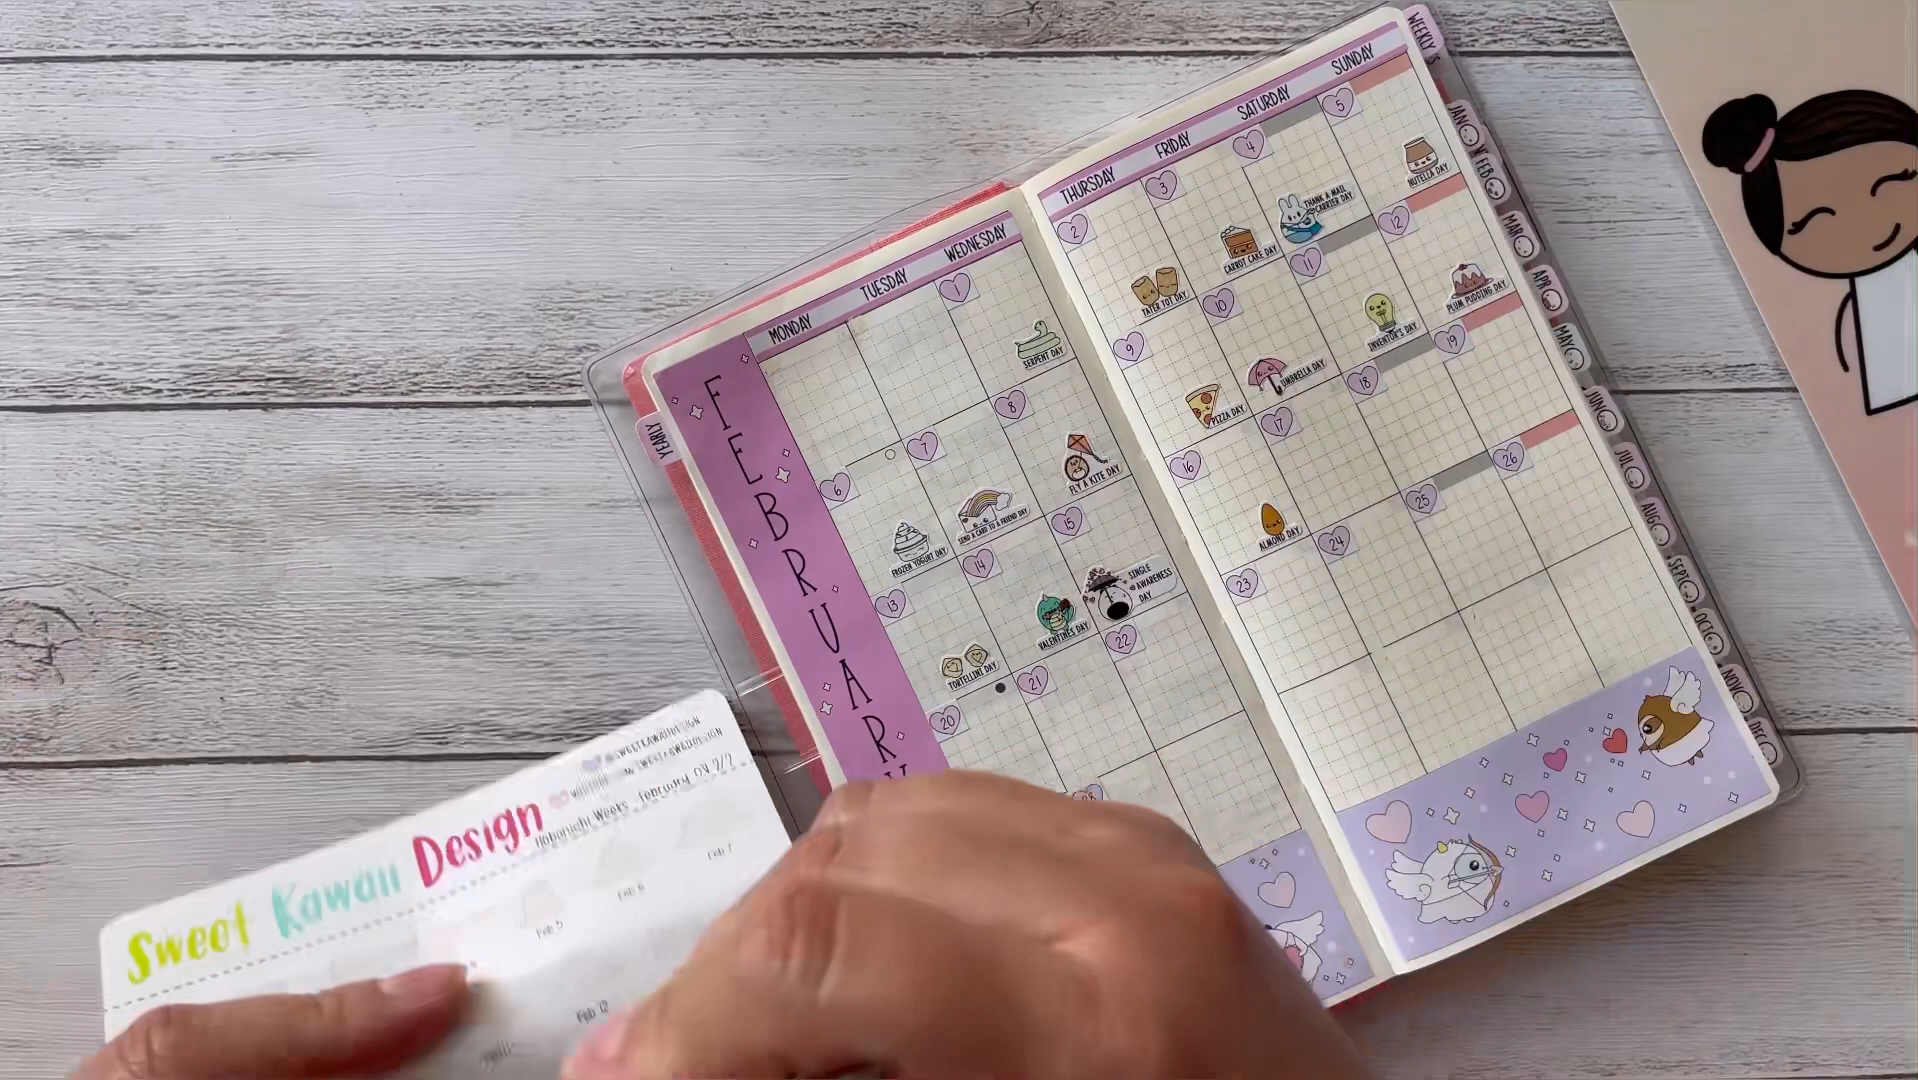 WEEKLY'S
SUNDAY
SATURDAY
FRIDAY
THURSDAY
WEDNESDAY
TUESDAY
MONDAY
YEARLY
FEBRUARY
1
2
3
4
5
SERPENT DAY
TATER TOT DAY
CARROT CAKE DAY
THANK A MAIL
CARRIER DAY
NUTELLA DAY
6
7
8
9
10
11
12
FROZEN YOGURT DAY
SEND A CARD TO A FRIEND DAY
FLY A KITE DAY
PIZZA DAY
UMBRELLA DAY
INVENTOR'S DAY
PLUM PUDDING DAY
13
14
15
16
17
18
19
TORTELLINI DAY
VALENTINES DAY
SINGLE
AWARENESS
DAY
ALMOND DAY
20
21
22
23
24
25
26
28
JAN
FEB
MAR
APR
MAY
JUN
JUL
AUG
SEPT
OCT
NOV
DEC
Sweet Kawaii Design
Hobonichi Weeks - February
Feb 5
Feb 6
Feb 7
Feb 12